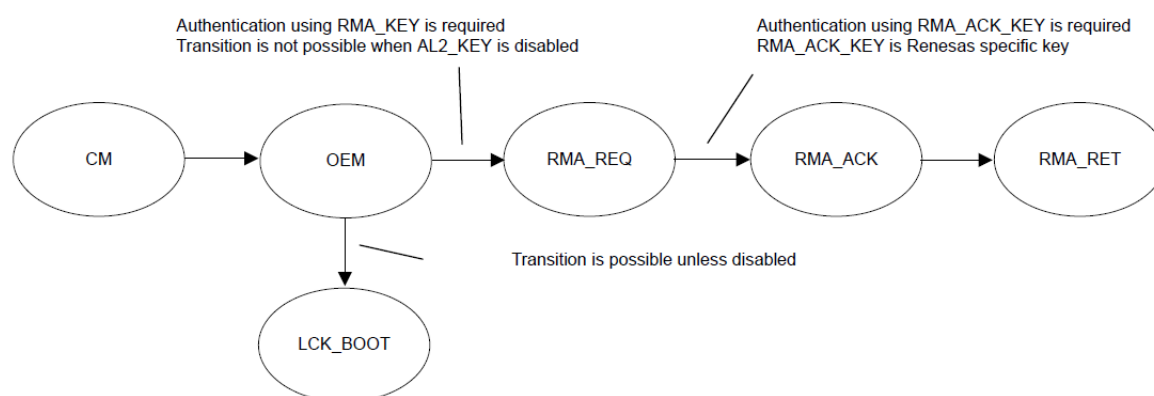 Authentication using RMA_KEY is required
Transition is not possible when AL2_KEY is disabled
Authentication using RMA_ACK_KEY is required
RMA_ACK_KEY is Renesas specific key
CM
OEM
RMA_REQ
RMA_ACK
RMA_RET
Transition is possible unless disabled
LCK_BOOT